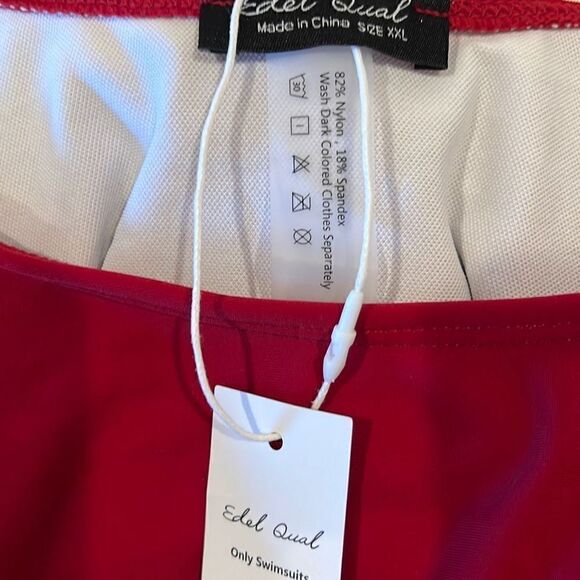 Edel Qual
Made in China SIZE XXL
82% Nylon , 18% Spandex
Wash Dark Colored Clothes Separately
30
Edel Qual
Only Swimsuits